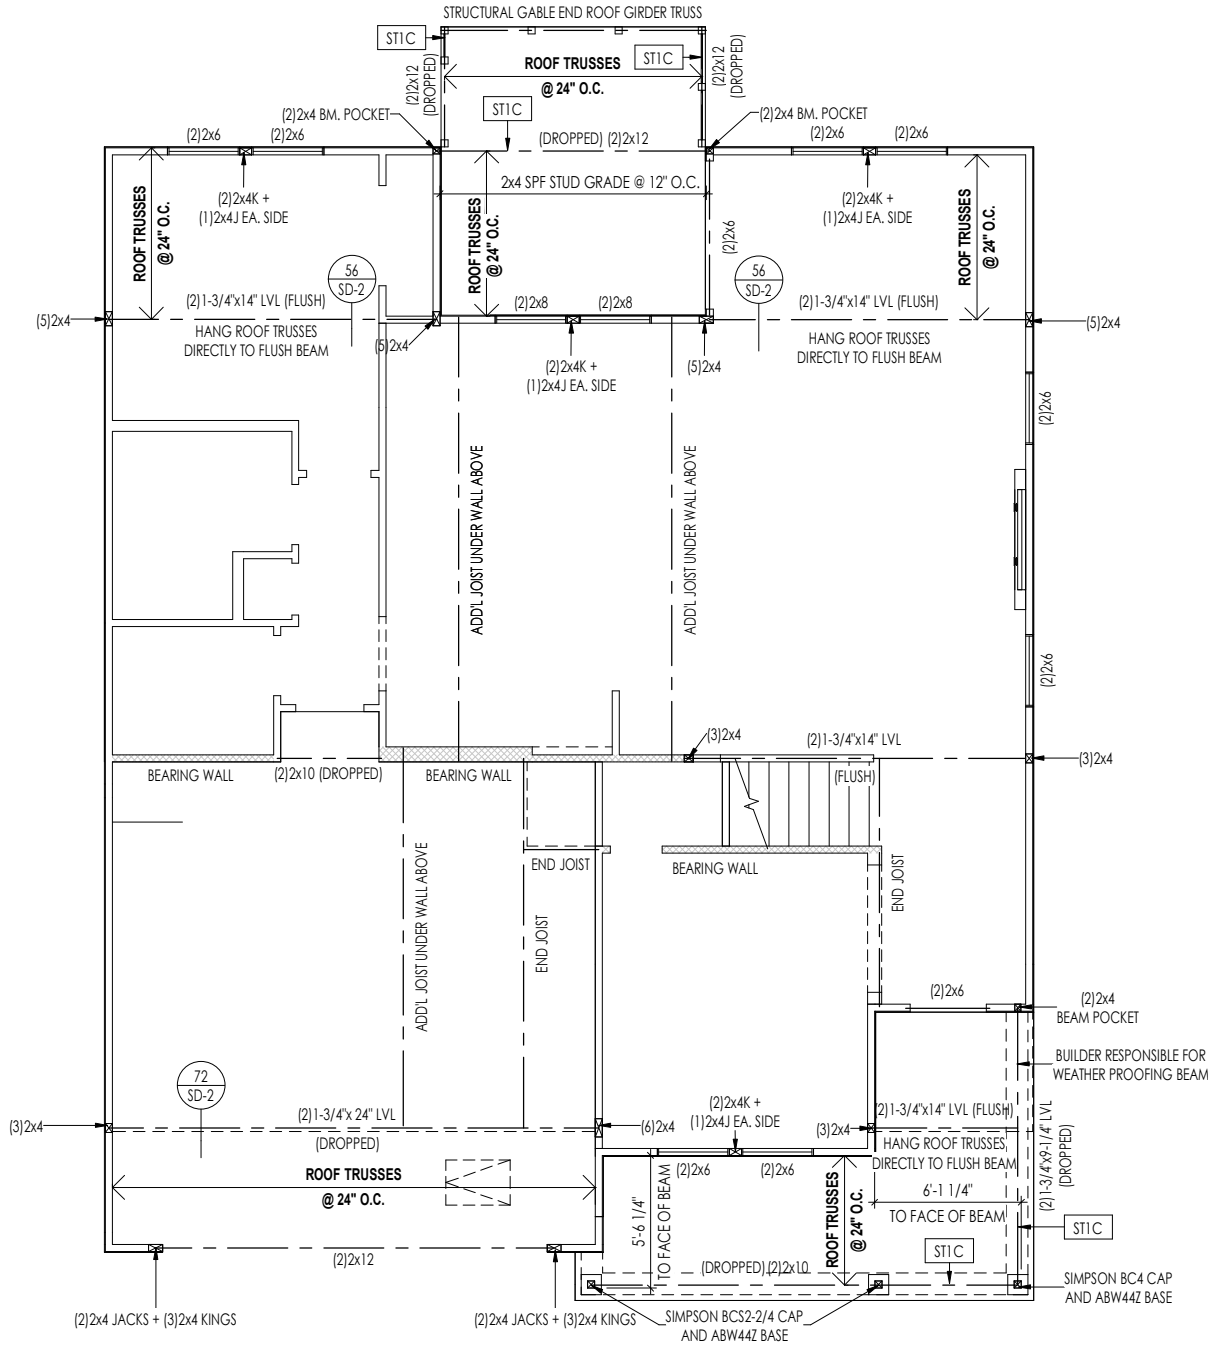 STRUCTURAL GABLE END ROOF GIRDER TRUSS
ST1C
ST1C
(2)2x12
(DROPPED)
ROOF TRUSSES
@ 24" O.C.
(2)2x12
(DROPPED)
ST1C
(2)2x4 BM. POCKET
(2)2x4 BM. POCKET
(2)2x6
(2)2x6
(DROPPED) (2)2x12
(2)2x6
(2)2x6
2x4 SPF STUD GRADE @ 12" O.C.
(2)2x4K +
(1)2x4J EA. SIDE
(2)2x4K +
(1)2x4J EA. SIDE
ROOF TRUSSES
@ 24" O.C.
ROOF TRUSSES
@ 24" O.C.
(2)2x6
ROOF TRUSSES
@ 24" O.C.
56
SD-2
56
SD-2
(2)1-3/4"x14" LVL (FLUSH)
(2)2x8
(2)2x8
(2)1-3/4"x14" LVL (FLUSH)
(5)2x4
HANG ROOF TRUSSES
DIRECTLY TO FLUSH BEAM
(5)2x4
(2)2x4K +
(1)2x4J EA. SIDE
(5)2x4
HANG ROOF TRUSSES
DIRECTLY TO FLUSH BEAM
(5)2x4
(2)2x6
ADD'L JOIST UNDER WALL ABOVE
ADD'L JOIST UNDER WALL ABOVE
(2)2x6
(3)2x4
(2)1-3/4"x14" LVL
(FLUSH)
(3)2x4
BEARING WALL
(2)2x10 (DROPPED)
BEARING WALL
END JOIST
BEARING WALL
END JOIST
ADD'L JOIST UNDER WALL ABOVE
END JOIST
(2)2x6
(2)2x4
BEAM POCKET
BUILDER RESPONSIBLE FOR
WEATHER PROOFING BEAM
72
SD-2
(3)2x4
(2)1-3/4"x 24" LVL
(DROPPED)
(6)2x4
(2)2x4K +
(1)2x4J EA. SIDE
(3)2x4
(2)1-3/4"x14" LVL (FLUSH)
HANG ROOF TRUSSES
DIRECTLY TO FLUSH BEAM
(2)1-3/4"x9-1/4" LVL
(DROPPED)
ROOF TRUSSES
@ 24" O.C.
(2)2x6
(2)2x6
5'-6 1/4"
TO FACE OF BEAM
ROOF TRUSSES
@ 24" O.C.
6'-1 1/4"
TO FACE OF BEAM
ST1C
ST1C
(2)2x12
(DROPPED) (2)2x10
(2)2x4 JACKS + (3)2x4 KINGS
(2)2x4 JACKS + (3)2x4 KINGS
SIMPSON BCS2-2/4 CAP
AND ABW44Z BASE
SIMPSON BC4 CAP
AND ABW44Z BASE